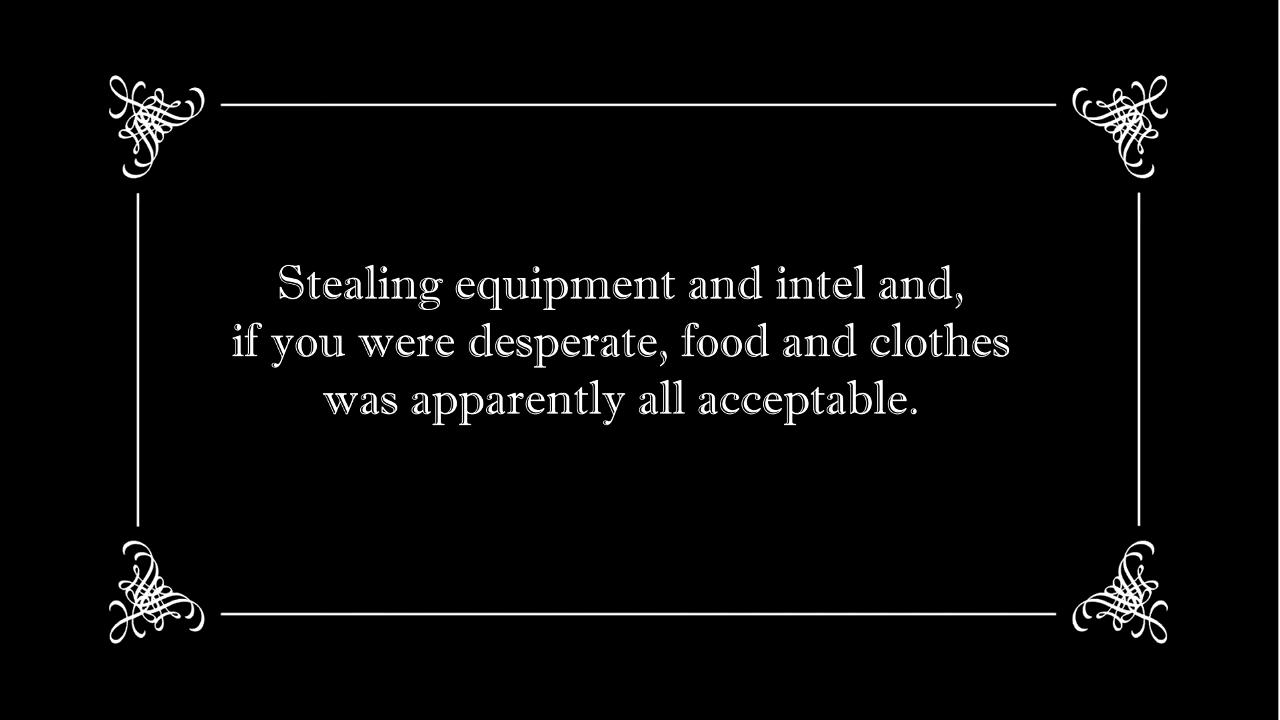 Stealing equipment and intel and,
if you were desperate, food and clothes
was apparently all acceptable.